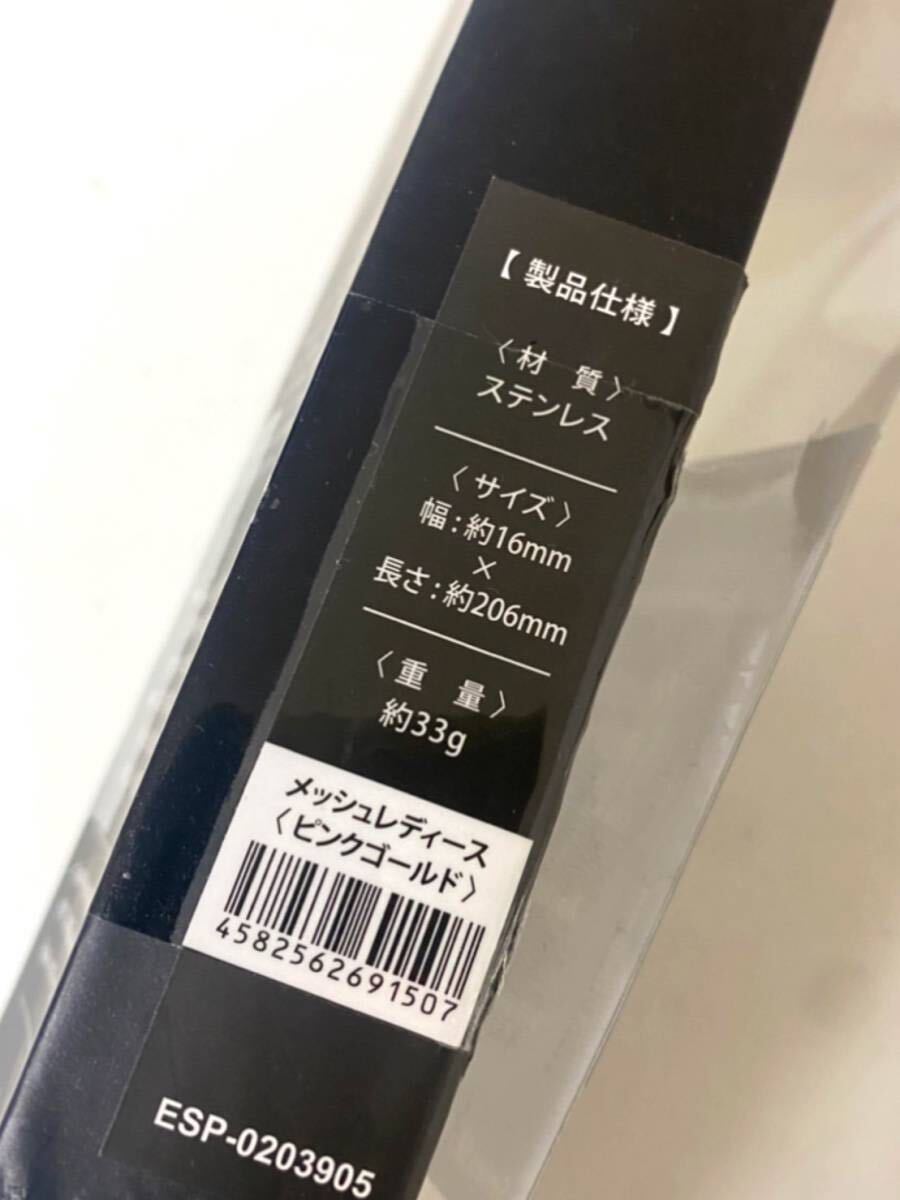 【製品仕様】
〈材　質〉
ステンレス
〈サイズ〉
幅：約16mm
×
長さ：約206mm
〈重　量〉
約33g
メッシュレディース
〈ピンクゴールド〉
4582562691507
ESP-0203905